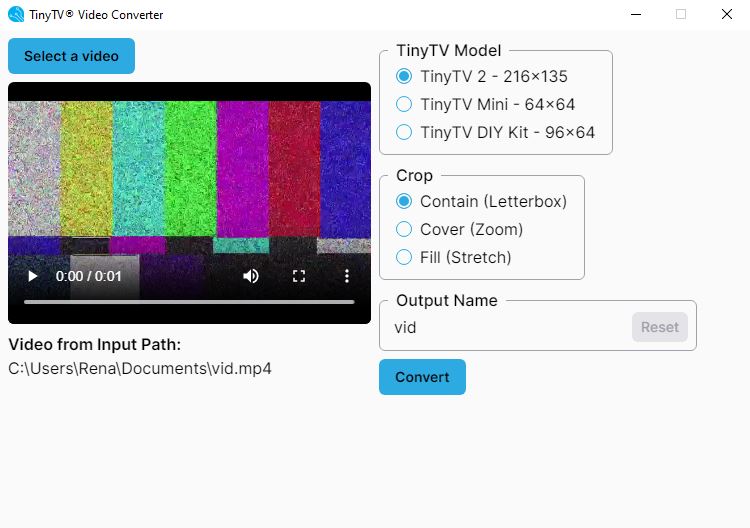 TinyTV® Video Converter
Select a video
0:00 / 0:01
Video from Input Path:
C:\Users\Rena\Documents\vid.mp4
TinyTV Model
TinyTV 2 - 216×135
TinyTV Mini - 64×64
TinyTV DIY Kit - 96×64
Crop
Contain (Letterbox)
Cover (Zoom)
Fill (Stretch)
Output Name
vid
Reset
Convert